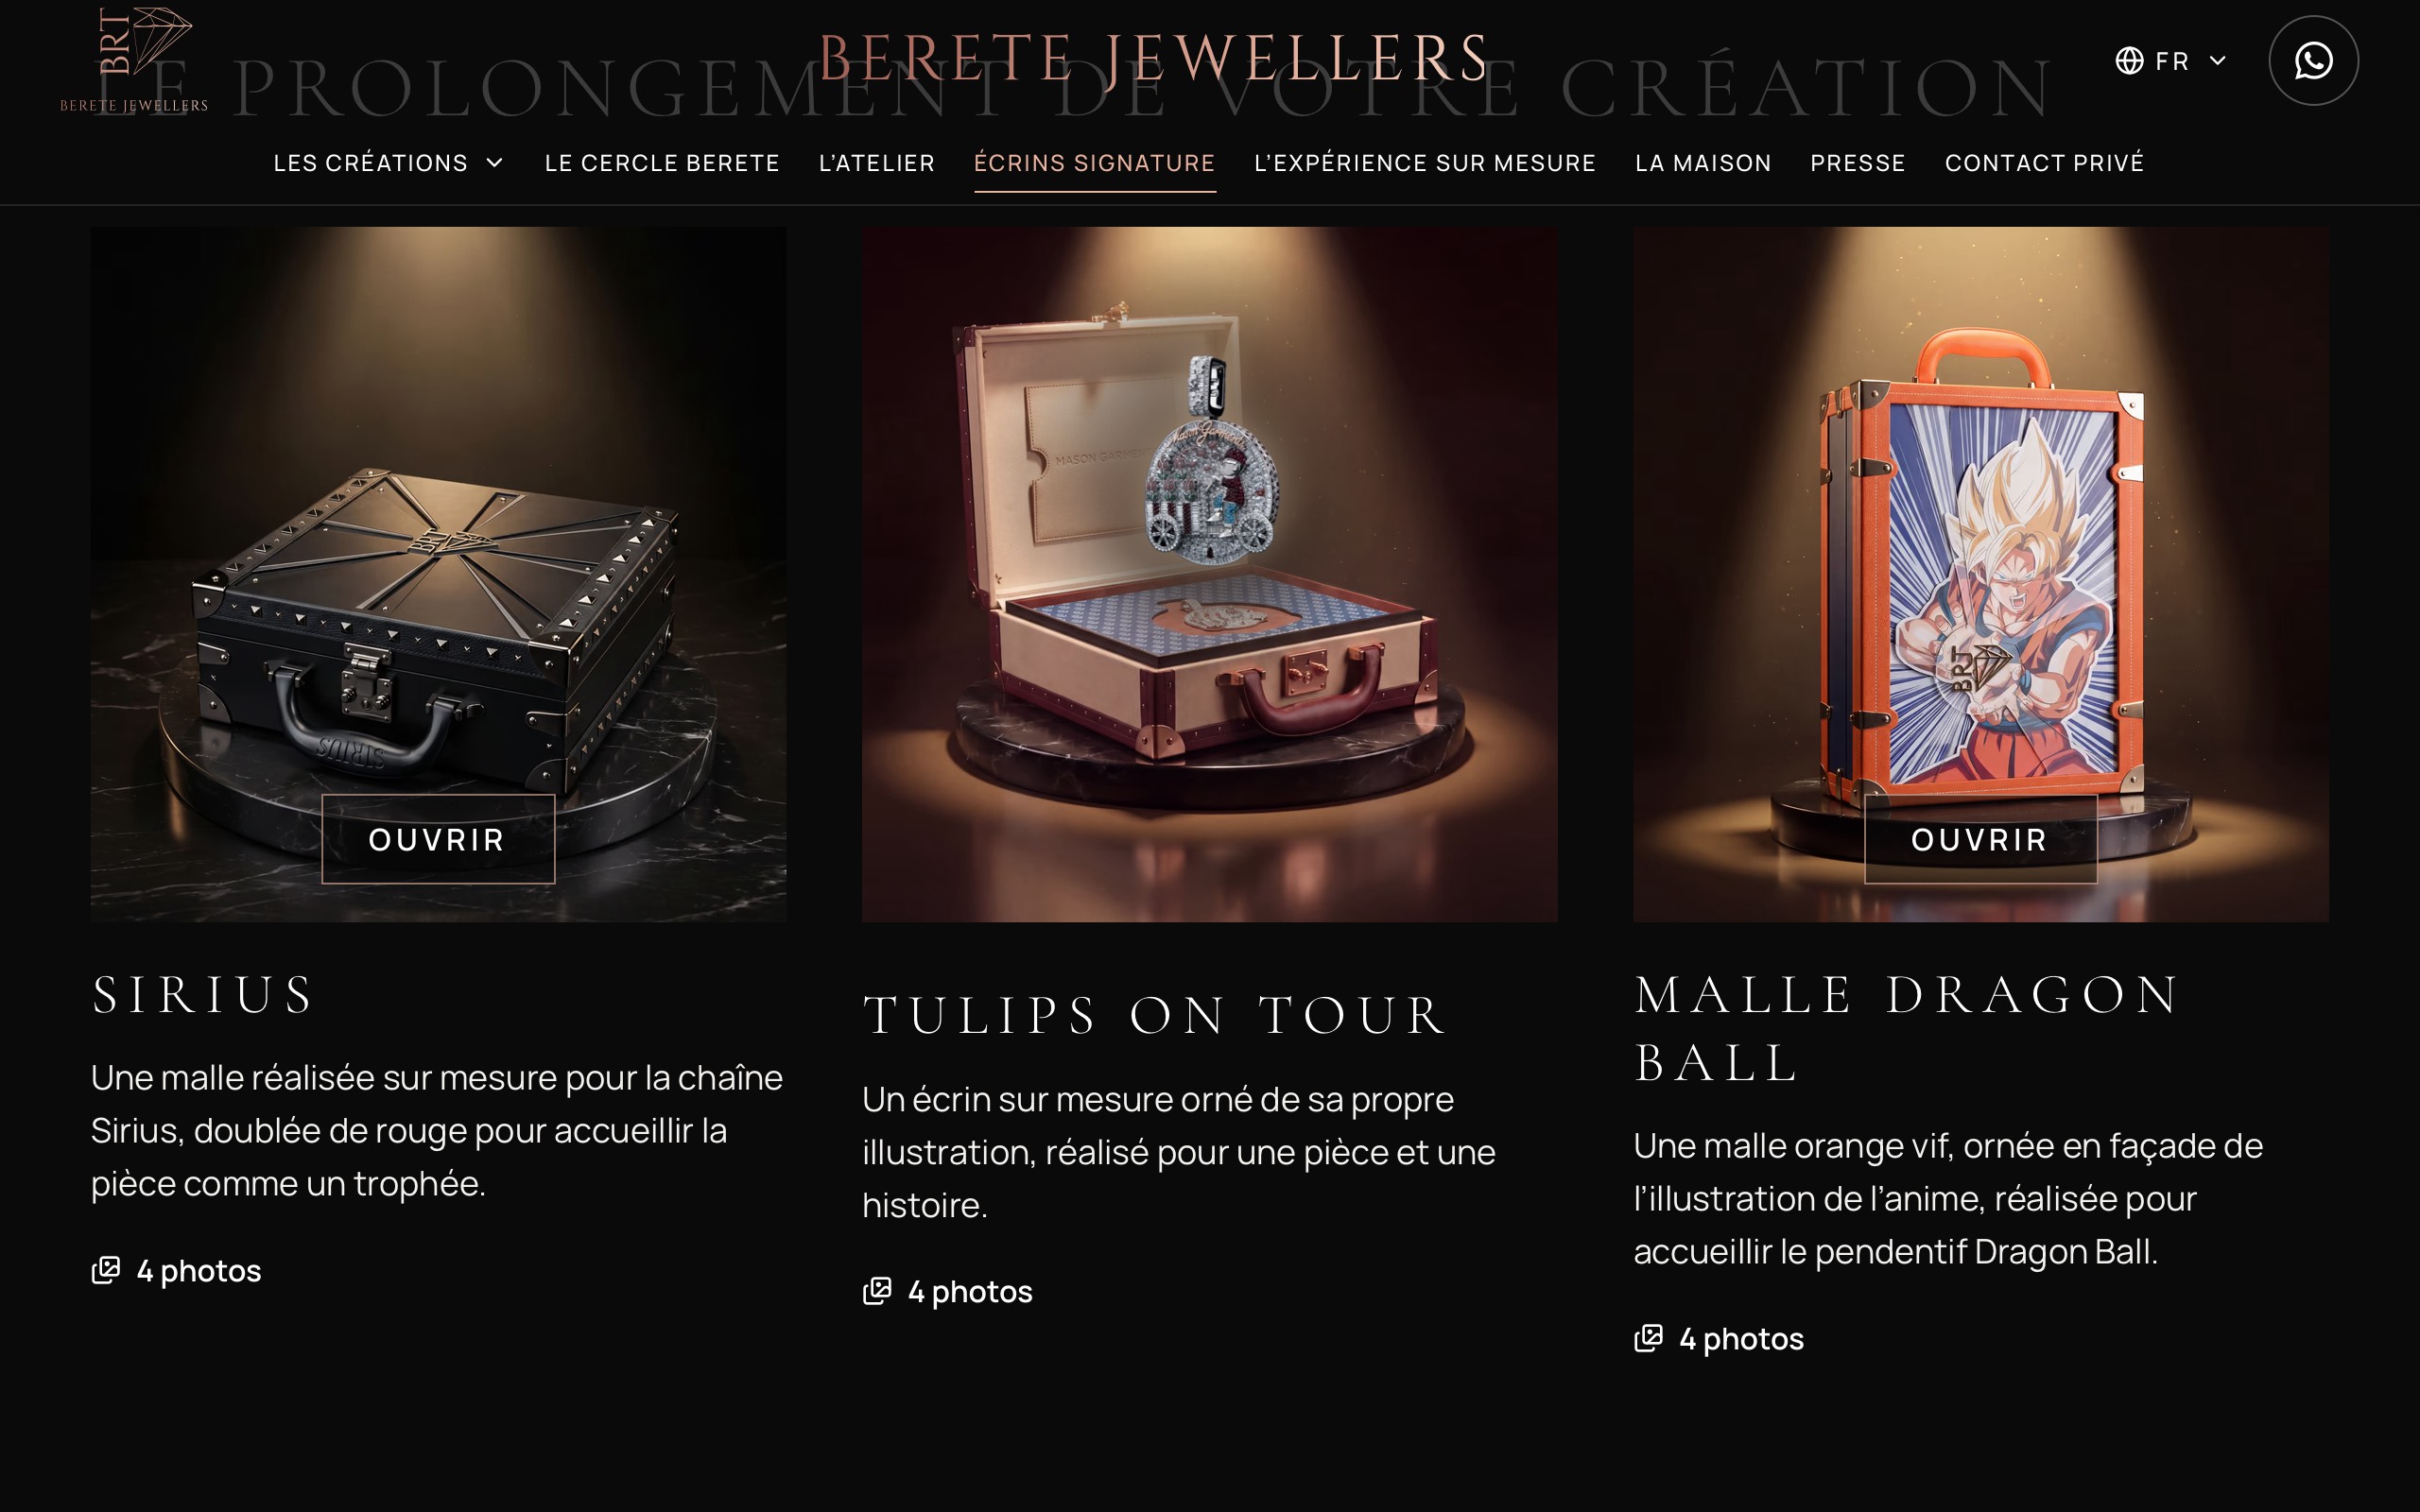 BRT
BERETE JEWELLERS
BERETE JEWELLERS
FR
LE PROLONGEMENT DE VOTRE CRÉATION
LES CRÉATIONS
LE CERCLE BERETE
L’ATELIER
ÉCRINS SIGNATURE
L’EXPÉRIENCE SUR MESURE
LA MAISON
PRESSE
CONTACT PRIVÉ
BRT
SIRIUS
OUVRIR
SIRIUS
Une malle réalisée sur mesure pour la chaîne
Sirius, doublée de rouge pour accueillir la
pièce comme un trophée.
4 photos
MASON GARMEN
TULIPS ON TOUR
Un écrin sur mesure orné de sa propre
illustration, réalisé pour une pièce et une
histoire.
4 photos
BRT
OUVRIR
MALLE DRAGON
BALL
Une malle orange vif, ornée en façade de
l’illustration de l’anime, réalisée pour
accueillir le pendentif Dragon Ball.
4 photos